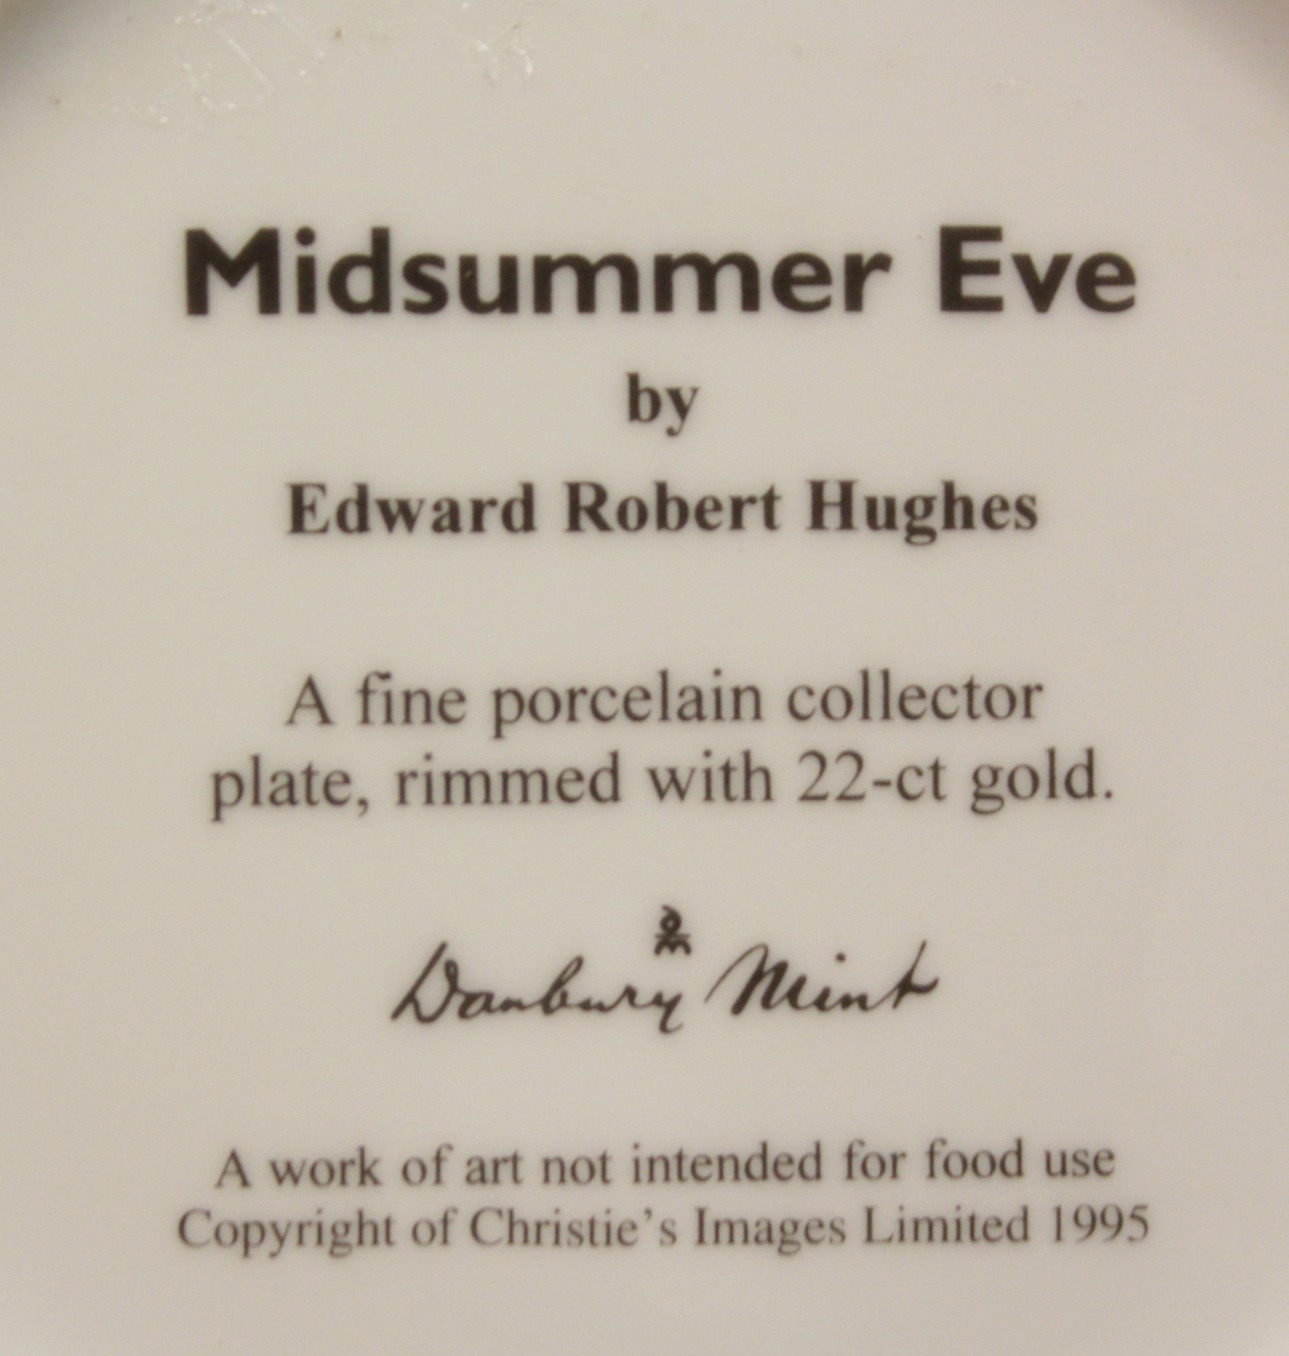 Midsummer Eve
by
Edward Robert Hughes
A fine porcelain collector
plate, rimmed with 22-ct gold.
Danbury Mint
A work of art not intended for food use
Copyright of Christie's Images Limited 1995